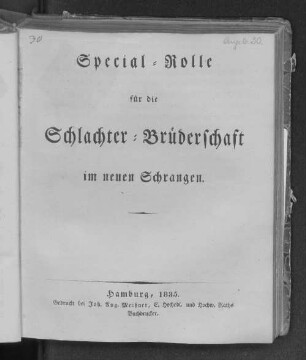 Special-Rolle
für die
Schlachter-Brüderschaft
im neuen Schrangen.
Hamburg, 1835.
Gedruckt bei Joh. Aug. Meißner, E. Hochedl. und Hochw. Raths
Buchdrucker.